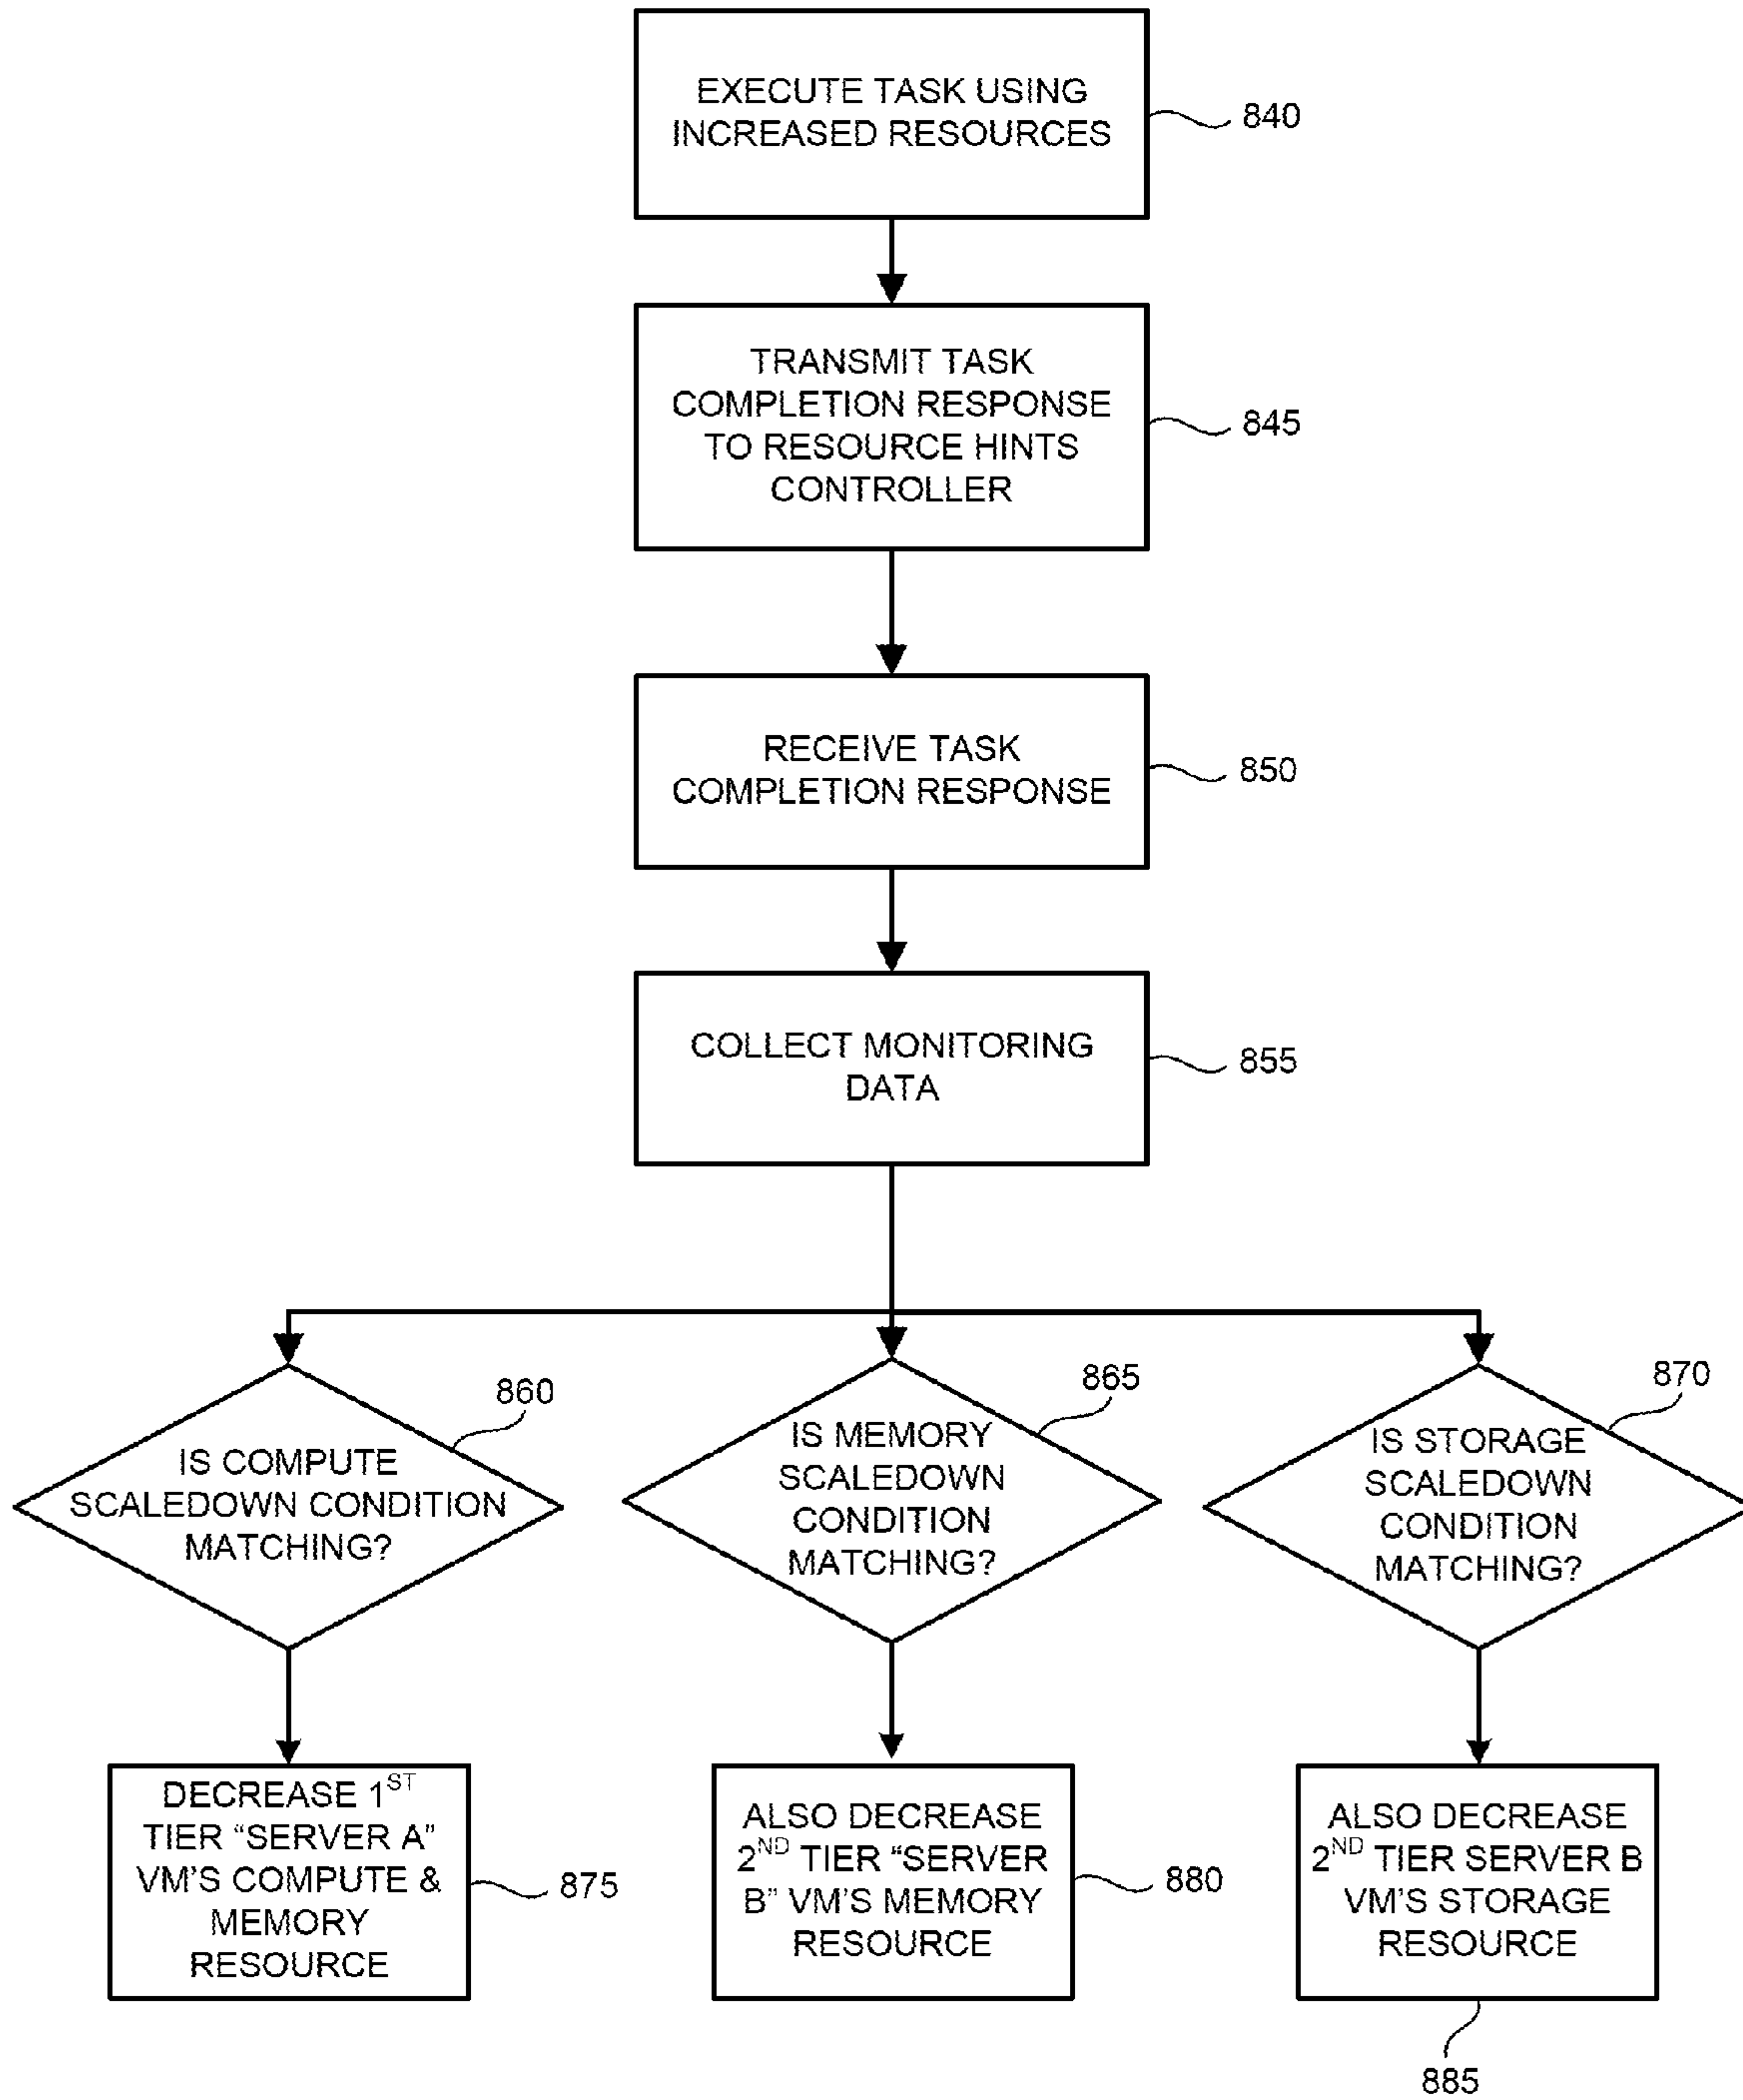 EXECUTE TASK USING
INCREASED RESOURCES
840
TRANSMIT TASK
COMPLETION RESPONSE
TO RESOURCE HINTS
CONTROLLER
845
RECEIVE TASK
COMPLETION RESPONSE
850
COLLECT MONITORING
DATA
855
860
IS COMPUTE
SCALEDOWN CONDITION
MATCHING?
865
IS MEMORY
SCALEDOWN
CONDITION
MATCHING?
870
IS STORAGE
SCALEDOWN
CONDITION
MATCHING?
DECREASE 1ST
TIER “SERVER A”
VM’S COMPUTE &
MEMORY
RESOURCE
875
ALSO DECREASE
2ND TIER “SERVER
B” VM’S MEMORY
RESOURCE
880
ALSO DECREASE
2ND TIER SERVER B
VM’S STORAGE
RESOURCE
885